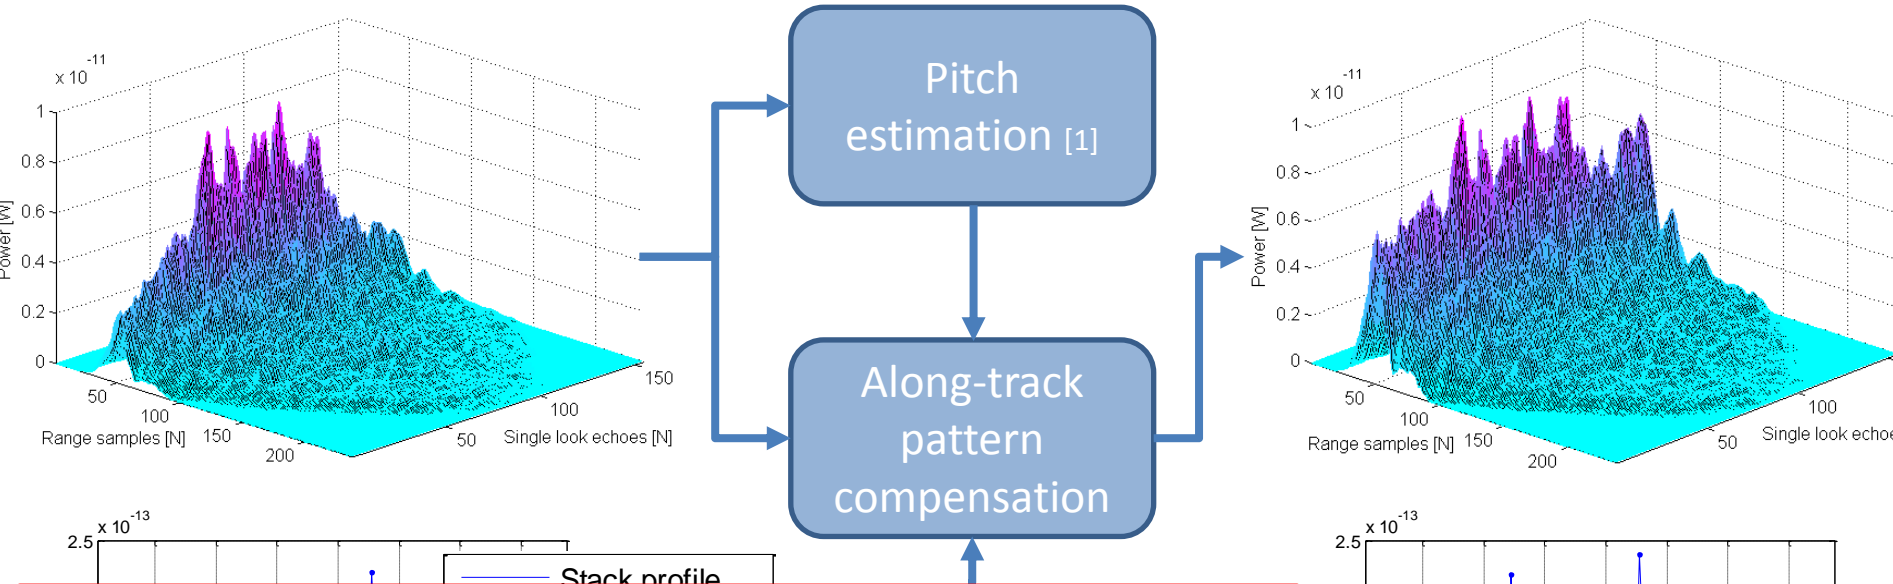 x 10^-11
1
0.8
0.6
0.4
0.2
0
Power [W]
50
100
150
200
Range samples [N]
50
100
150
Single look echoes [N]
Pitch
estimation [1]
Along-track
pattern
compensation
x 10^-11
1
0.8
0.6
0.4
0.2
0
Power [W]
50
100
150
200
Range samples [N]
50
100
Single look echoe
x 10^-13
2.5
Stack profile
x 10^-13
2.5